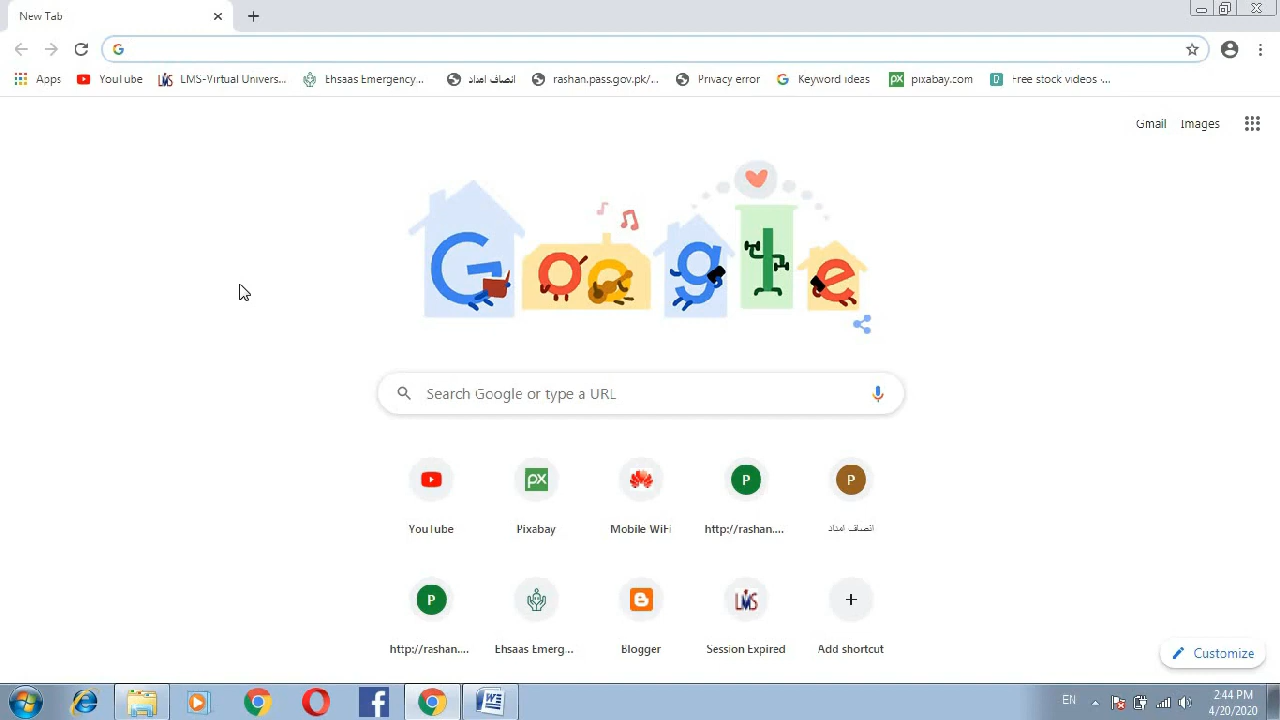 New Tab
Apps
YouTube
LMS-Virtual Univers...
Ehsaas Emergency...
انصاف امداد
rashan.pass.gov.pk/...
Privacy error
Keyword ideas
pixabay.com
Free stock videos ·...
Gmail
Images
Google
Search Google or type a URL
YouTube
Pixabay
Mobile WiFi
http://rashan....
انصاف امداد
http://rashan....
Ehsaas Emerg...
Blogger
Session Expired
Add shortcut
Customize
EN
2:44 PM
4/20/2020